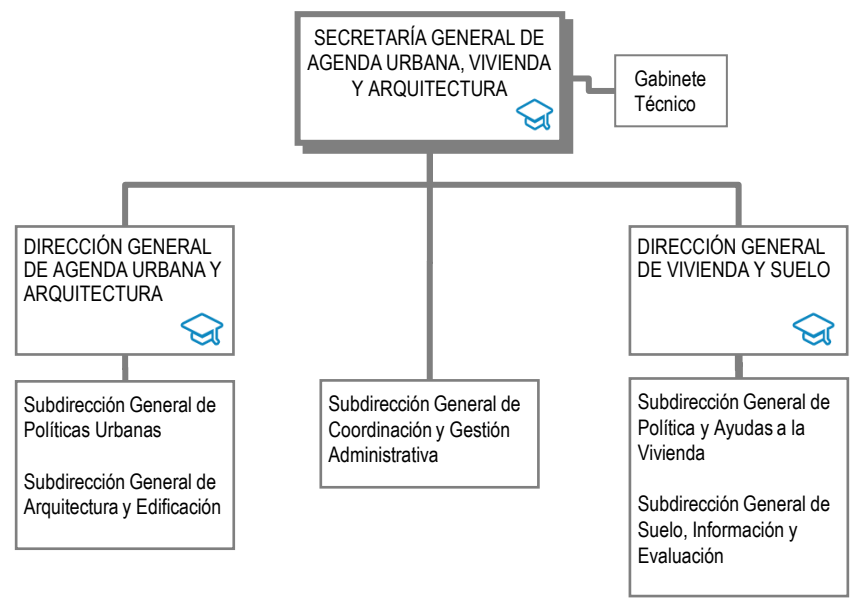 SECRETARÍA GENERAL DE
AGENDA URBANA, VIVIENDA
Y ARQUITECTURA
Gabinete
Técnico
DIRECCIÓN GENERAL
DE AGENDA URBANA Y
ARQUITECTURA
DIRECCIÓN GENERAL
DE VIVIENDA Y SUELO
Subdirección General de
Políticas Urbanas
Subdirección General de
Arquitectura y Edificación
Subdirección General de
Coordinación y Gestión
Administrativa
Subdirección General de
Política y Ayudas a la
Vivienda
Subdirección General de
Suelo, Información y
Evaluación